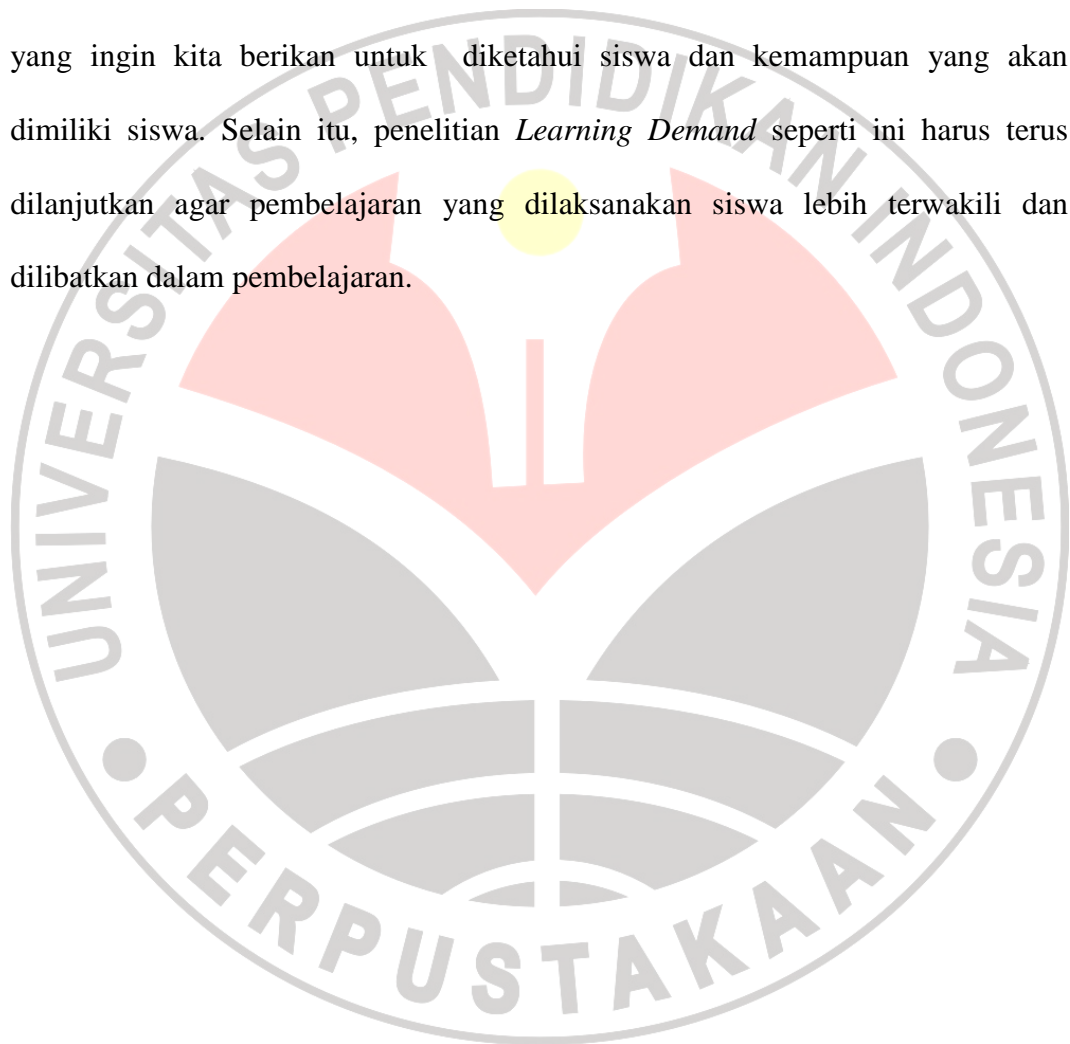 yang ingin kita berikan untuk diketahui siswa dan kemampuan yang akan
dimiliki siswa. Selain itu, penelitian Learning Demand seperti ini harus terus
dilanjutkan agar pembelajaran yang dilaksanakan siswa lebih terwakili dan
dilibatkan dalam pembelajaran.
UNIVERSITAS PENDIDIKAN INDONESIA
PERPUSTAKAAN